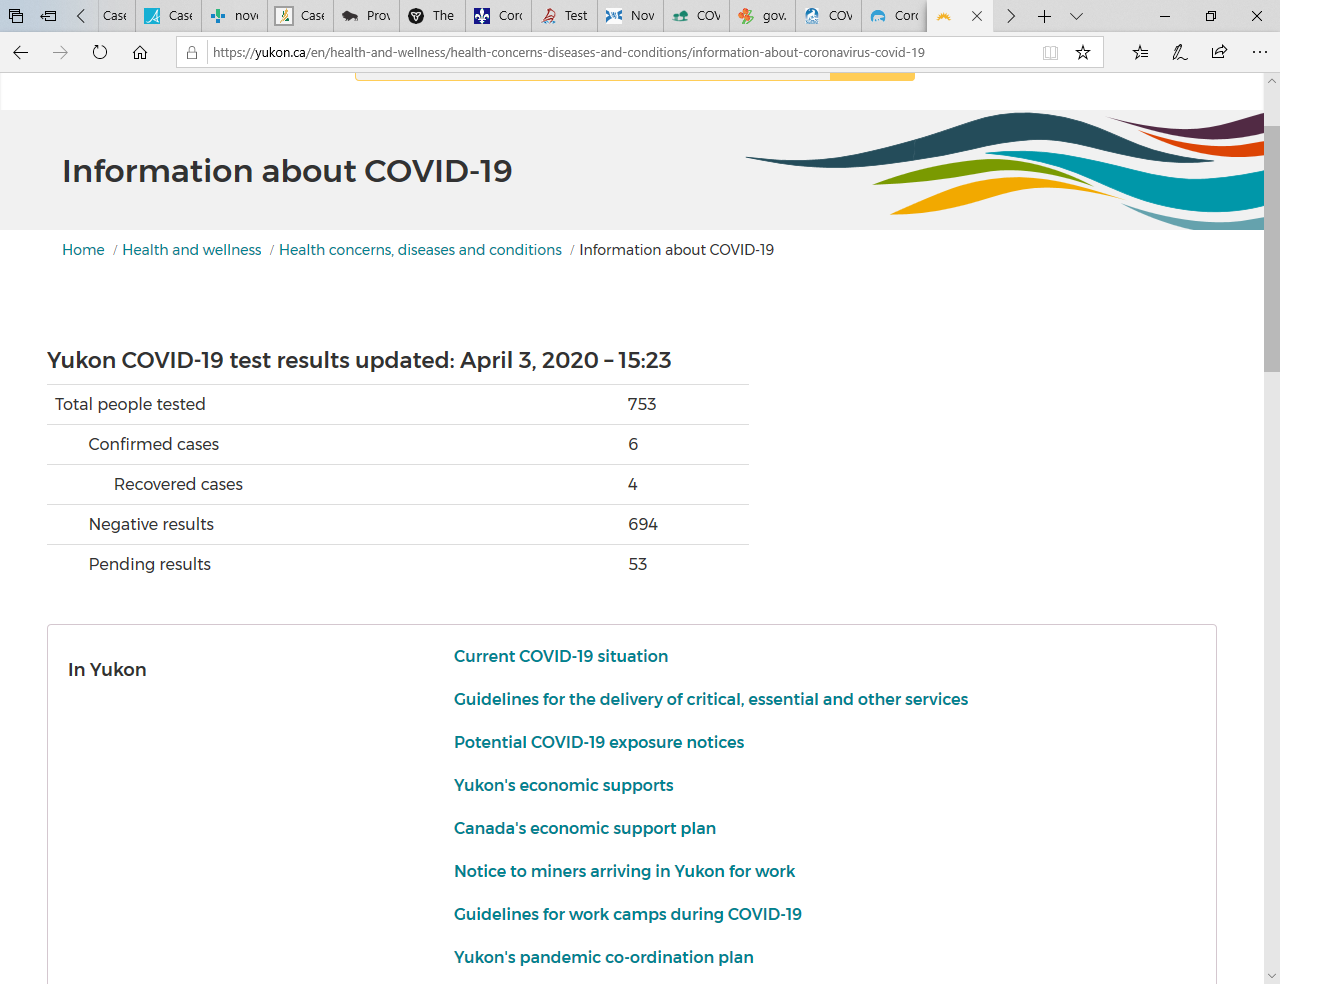 Case
Case
nov
Case
Prov
The
Corc
Test
Nov
COV
gov.
COV
Corc
https://yukon.ca/en/health-and-wellness/health-concerns-diseases-and-conditions/information-about-coronavirus-covid-19
Information about COVID-19
Home / Health and wellness / Health concerns, diseases and conditions / Information about COVID-19
Yukon COVID-19 test results updated: April 3, 2020 – 15:23
Total people tested 753
Confirmed cases 6
Recovered cases 4
Negative results 694
Pending results 53
In Yukon
Current COVID-19 situation
Guidelines for the delivery of critical, essential and other services
Potential COVID-19 exposure notices
Yukon's economic supports
Canada's economic support plan
Notice to miners arriving in Yukon for work
Guidelines for work camps during COVID-19
Yukon's pandemic co-ordination plan